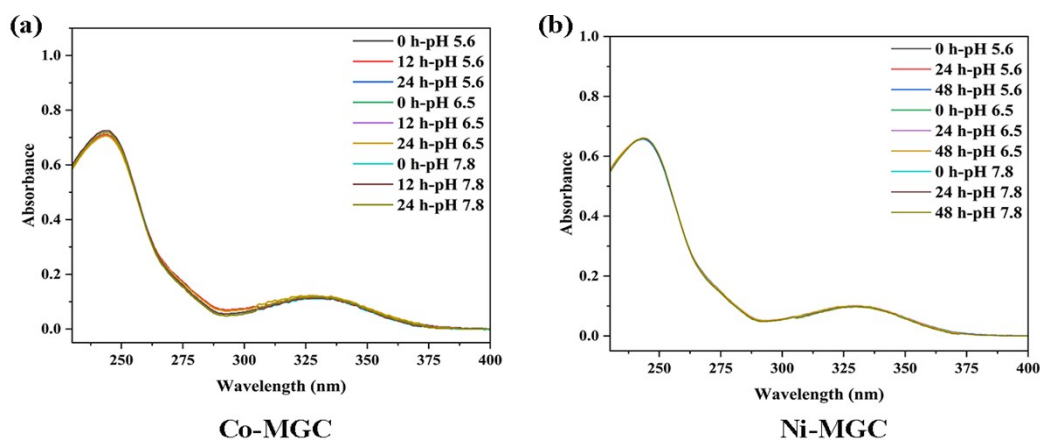 (a)
1.0
0.8
0.6
0.4
0.2
0.0
Absorbance
0 h-pH 5.6
12 h-pH 5.6
24 h-pH 5.6
0 h-pH 6.5
12 h-pH 6.5
24 h-pH 6.5
0 h-pH 7.8
12 h-pH 7.8
24 h-pH 7.8
250 275 300 325 350 375 400
Wavelength (nm)
Co-MGC
(b)
1.0
0.8
0.6
0.4
0.2
0.0
Absorbance
0 h-pH 5.6
24 h-pH 5.6
48 h-pH 5.6
0 h-pH 6.5
24 h-pH 6.5
48 h-pH 6.5
0 h-pH 7.8
24 h-pH 7.8
48 h-pH 7.8
250 275 300 325 350 375 400
Wavelength (nm)
Ni-MGC